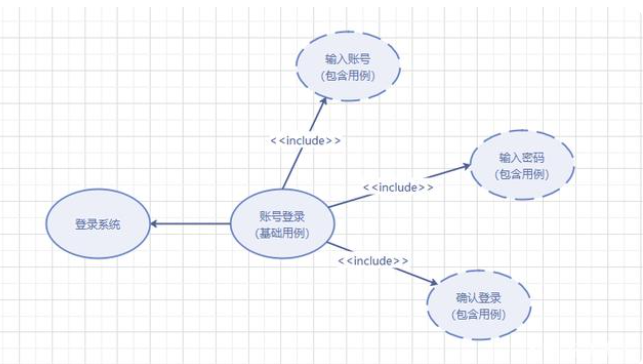 输入账号
(包含用例)
<<include>>
输入密码
(包含用例)
<<include>>
登录系统
账号登录
(基础用例)
<<include>>
确认登录
(包含用例)